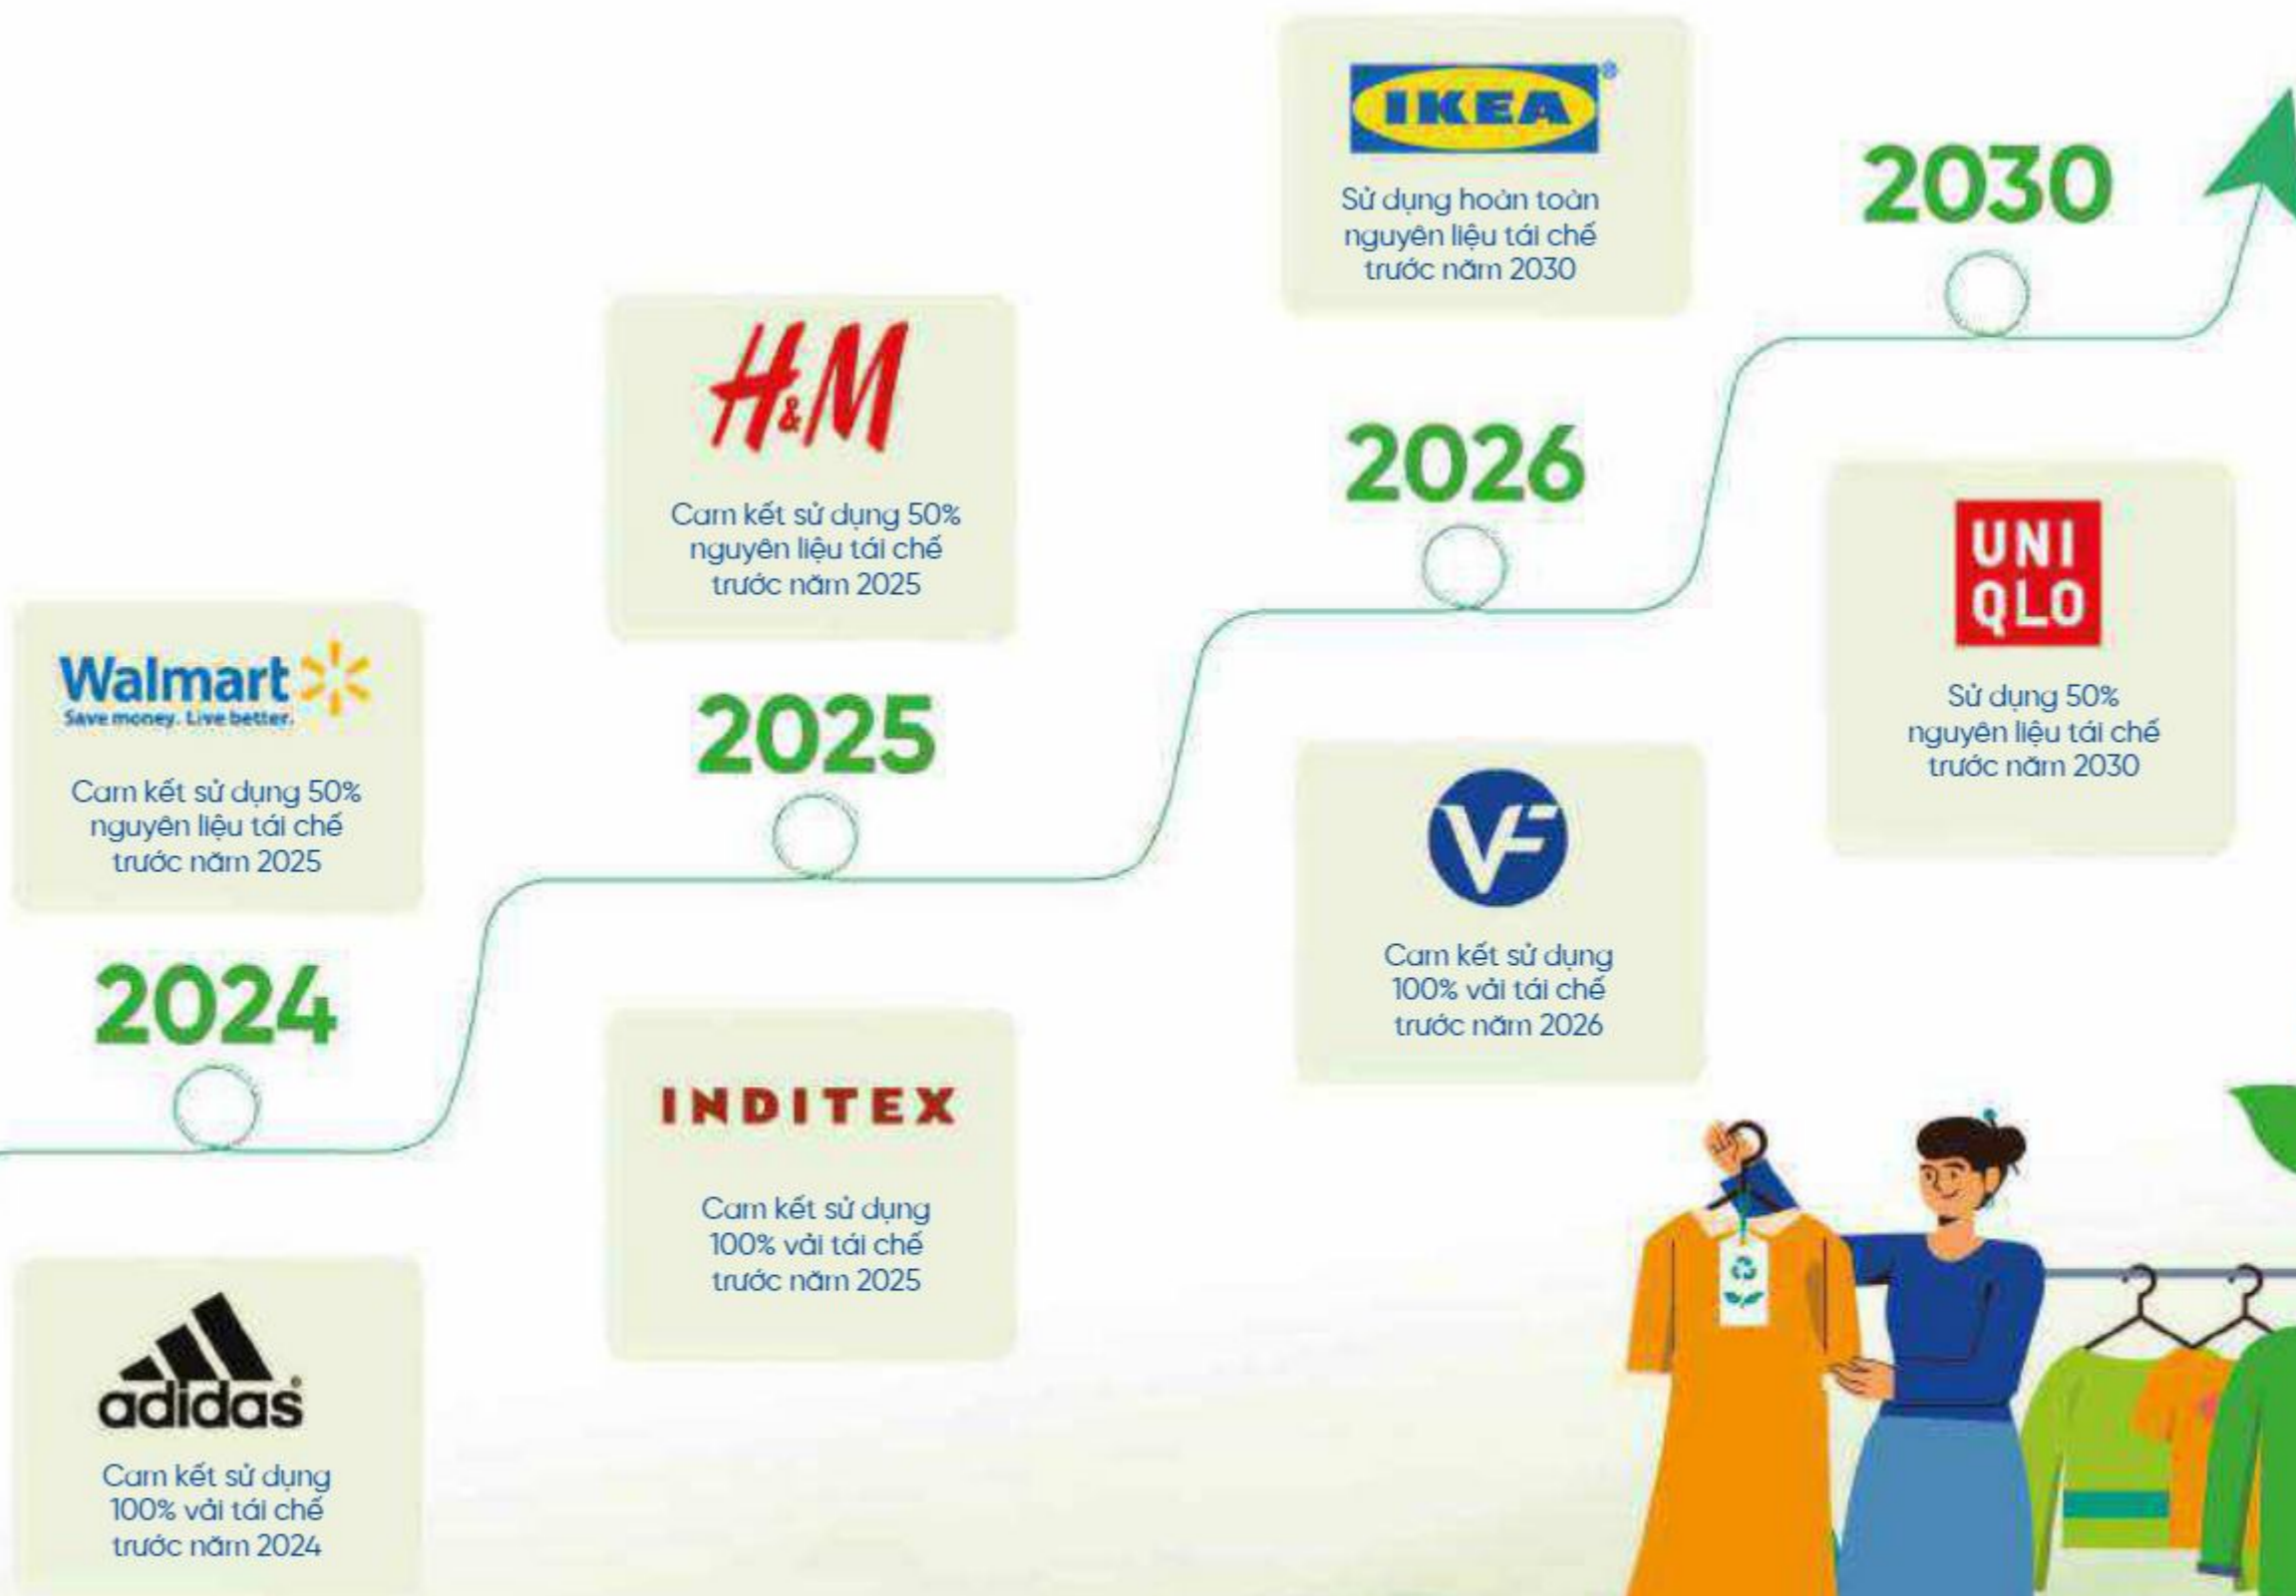 Walmart
Save money. Live better.
Cam kết sử dụng 50%
nguyên liệu tái chế
trước năm 2025
2024
adidas®
Cam kết sử dụng
100% vải tái chế
trước năm 2024
H&M
Cam kết sử dụng 50%
nguyên liệu tái chế
trước năm 2025
2025
INDITEX
Cam kết sử dụng
100% vải tái chế
trước năm 2025
IKEA®
Sử dụng hoàn toàn
nguyên liệu tái chế
trước năm 2030
2026
VF
Cam kết sử dụng
100% vải tái chế
trước năm 2026
2030
UNI
QLO
Sử dụng 50%
nguyên liệu tái chế
trước năm 2030